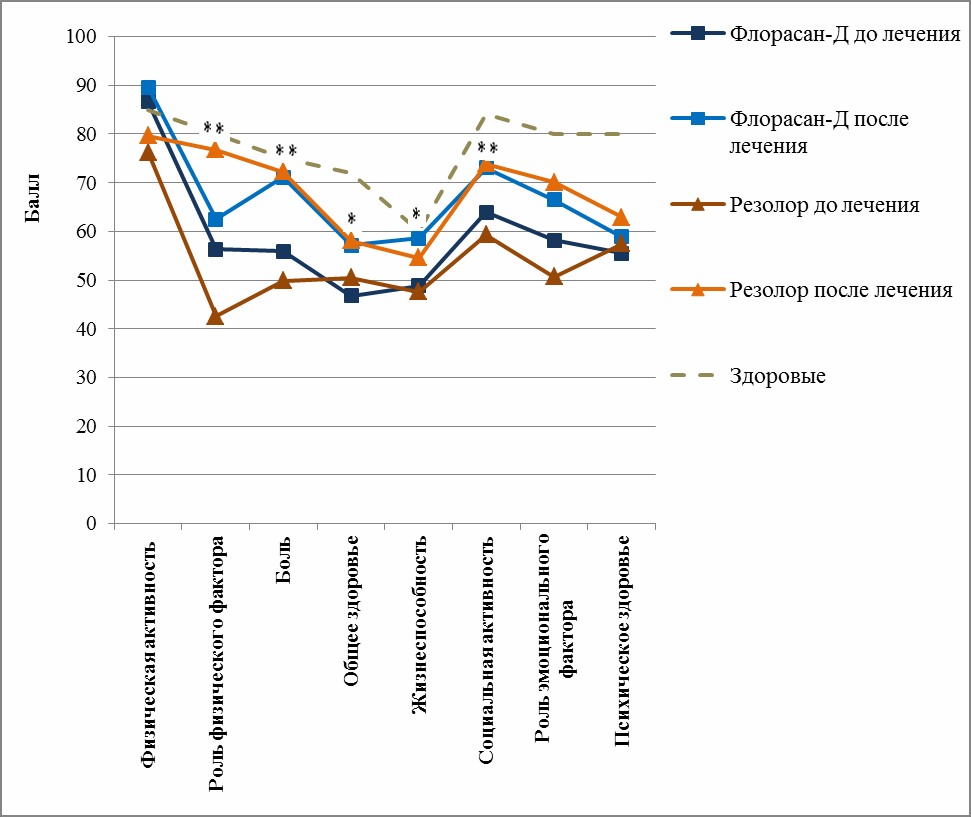 100
90
80
70
60
50
40
30
20
10
0
Балл
**
**
*
*
**
Физическая активность
Роль физического фактора
Боль
Общее здоровье
Жизнеспособность
Социальная активность
Роль эмоционального
фактора
Психическое здоровье
Флорасан-Д до лечения
Флорасан-Д после
лечения
Резолор до лечения
Резолор после лечения
Здоровые